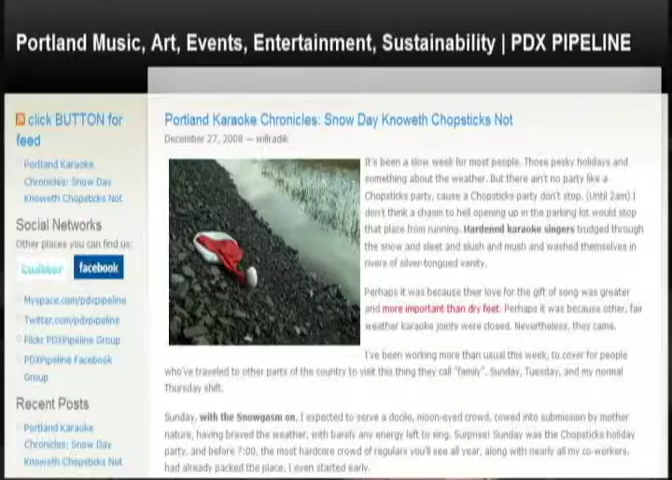 Portland Music, Art, Events, Entertainment, Sustainability | PDX PIPELINE
click BUTTON for
feed
Portland Karaoke
Chronicles: Snow Day
Knoweth Chopsticks Not
Social Networks
Other places you can find us:
twitter facebook
Myspace.com/pdxpipeline
Twitter.com/pdxpipeline
Flickr PDXPipeline Group
PDXPipeline Facebook
Group
Recent Posts
Portland Karaoke
Chronicles: Snow Day
Knoweth Chopsticks Not
Portland Karaoke Chronicles: Snow Day Knoweth Chopsticks Not
December 27, 2008 — willradik
It's been a slow week for most people. Those pesky holidays and
something about the weather. But there ain't no party like a
Chopsticks party, cause a Chopsticks party don't stop. (Until 2am) I
don't think a chasm to hell opening up in the parking lot would stop
that place from running. Hardened karaoke singers trudged through
the snow and sleet and slush and mush and washed themselves in
rivers of silver-tongued vanity.
Perhaps it was because their love for the gift of song was greater
and more important than dry feet. Perhaps it was because other, fair
weather karaoke joints were closed. Nevertheless, they came.
I've been working more than usual this week, to cover for people
who've traveled to other parts of the country to visit this thing they call "family". Sunday, Tuesday, and my normal
Thursday shift.
Sunday, with the Snowgasm on, I expected to serve a docile, moon-eyed crowd, cowed into submission by mother
nature, having braved the weather, with barely any energy left to sing. Surprise! Sunday was the Chopsticks holiday
party, and before 7:00, the most hardcore crowd of regulars you'll see all year, along with nearly all my co-workers,
had already packed the place. I even started early.